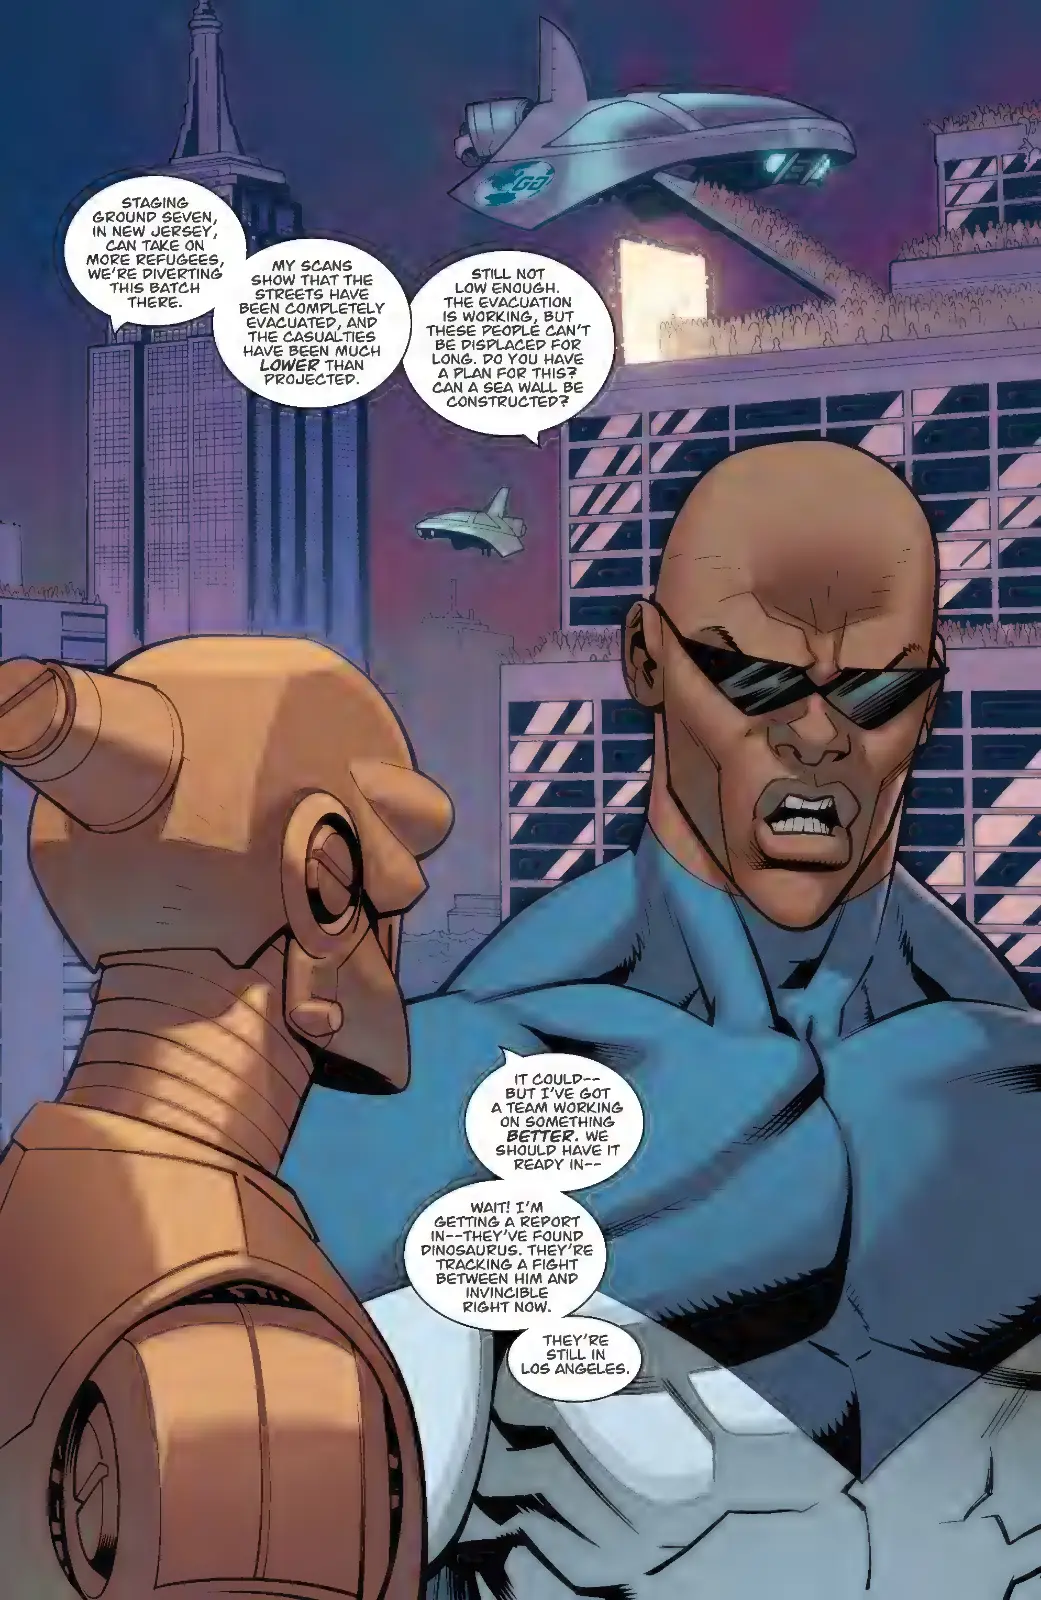 GDA
STAGING
GROUND SEVEN,
IN NEW JERSEY,
CAN TAKE ON
MORE REFUGEES,
WE'RE DIVERTING
THIS BATCH
THERE.
MY SCANS
SHOW THAT THE
STREETS HAVE
BEEN COMPLETELY
EVACUATED, AND
THE CASUALTIES
HAVE BEEN MUCH
LOWER THAN
PROJECTED.
STILL NOT
LOW ENOUGH.
THE EVACUATION
IS WORKING, BUT
THESE PEOPLE CAN'T
BE DISPLACED FOR
LONG. DO YOU HAVE
A PLAN FOR THIS?
CAN A SEA WALL BE
CONSTRUCTED?
IT COULD--
BUT I'VE GOT
A TEAM WORKING
ON SOMETHING
BETTER. WE
SHOULD HAVE IT
READY IN--
WAIT! I'M
GETTING A REPORT
IN--THEY'VE FOUND
DINOSAURUS. THEY'RE
TRACKING A FIGHT
BETWEEN HIM AND
INVINCIBLE
RIGHT NOW.
THEY'RE
STILL IN
LOS ANGELES.